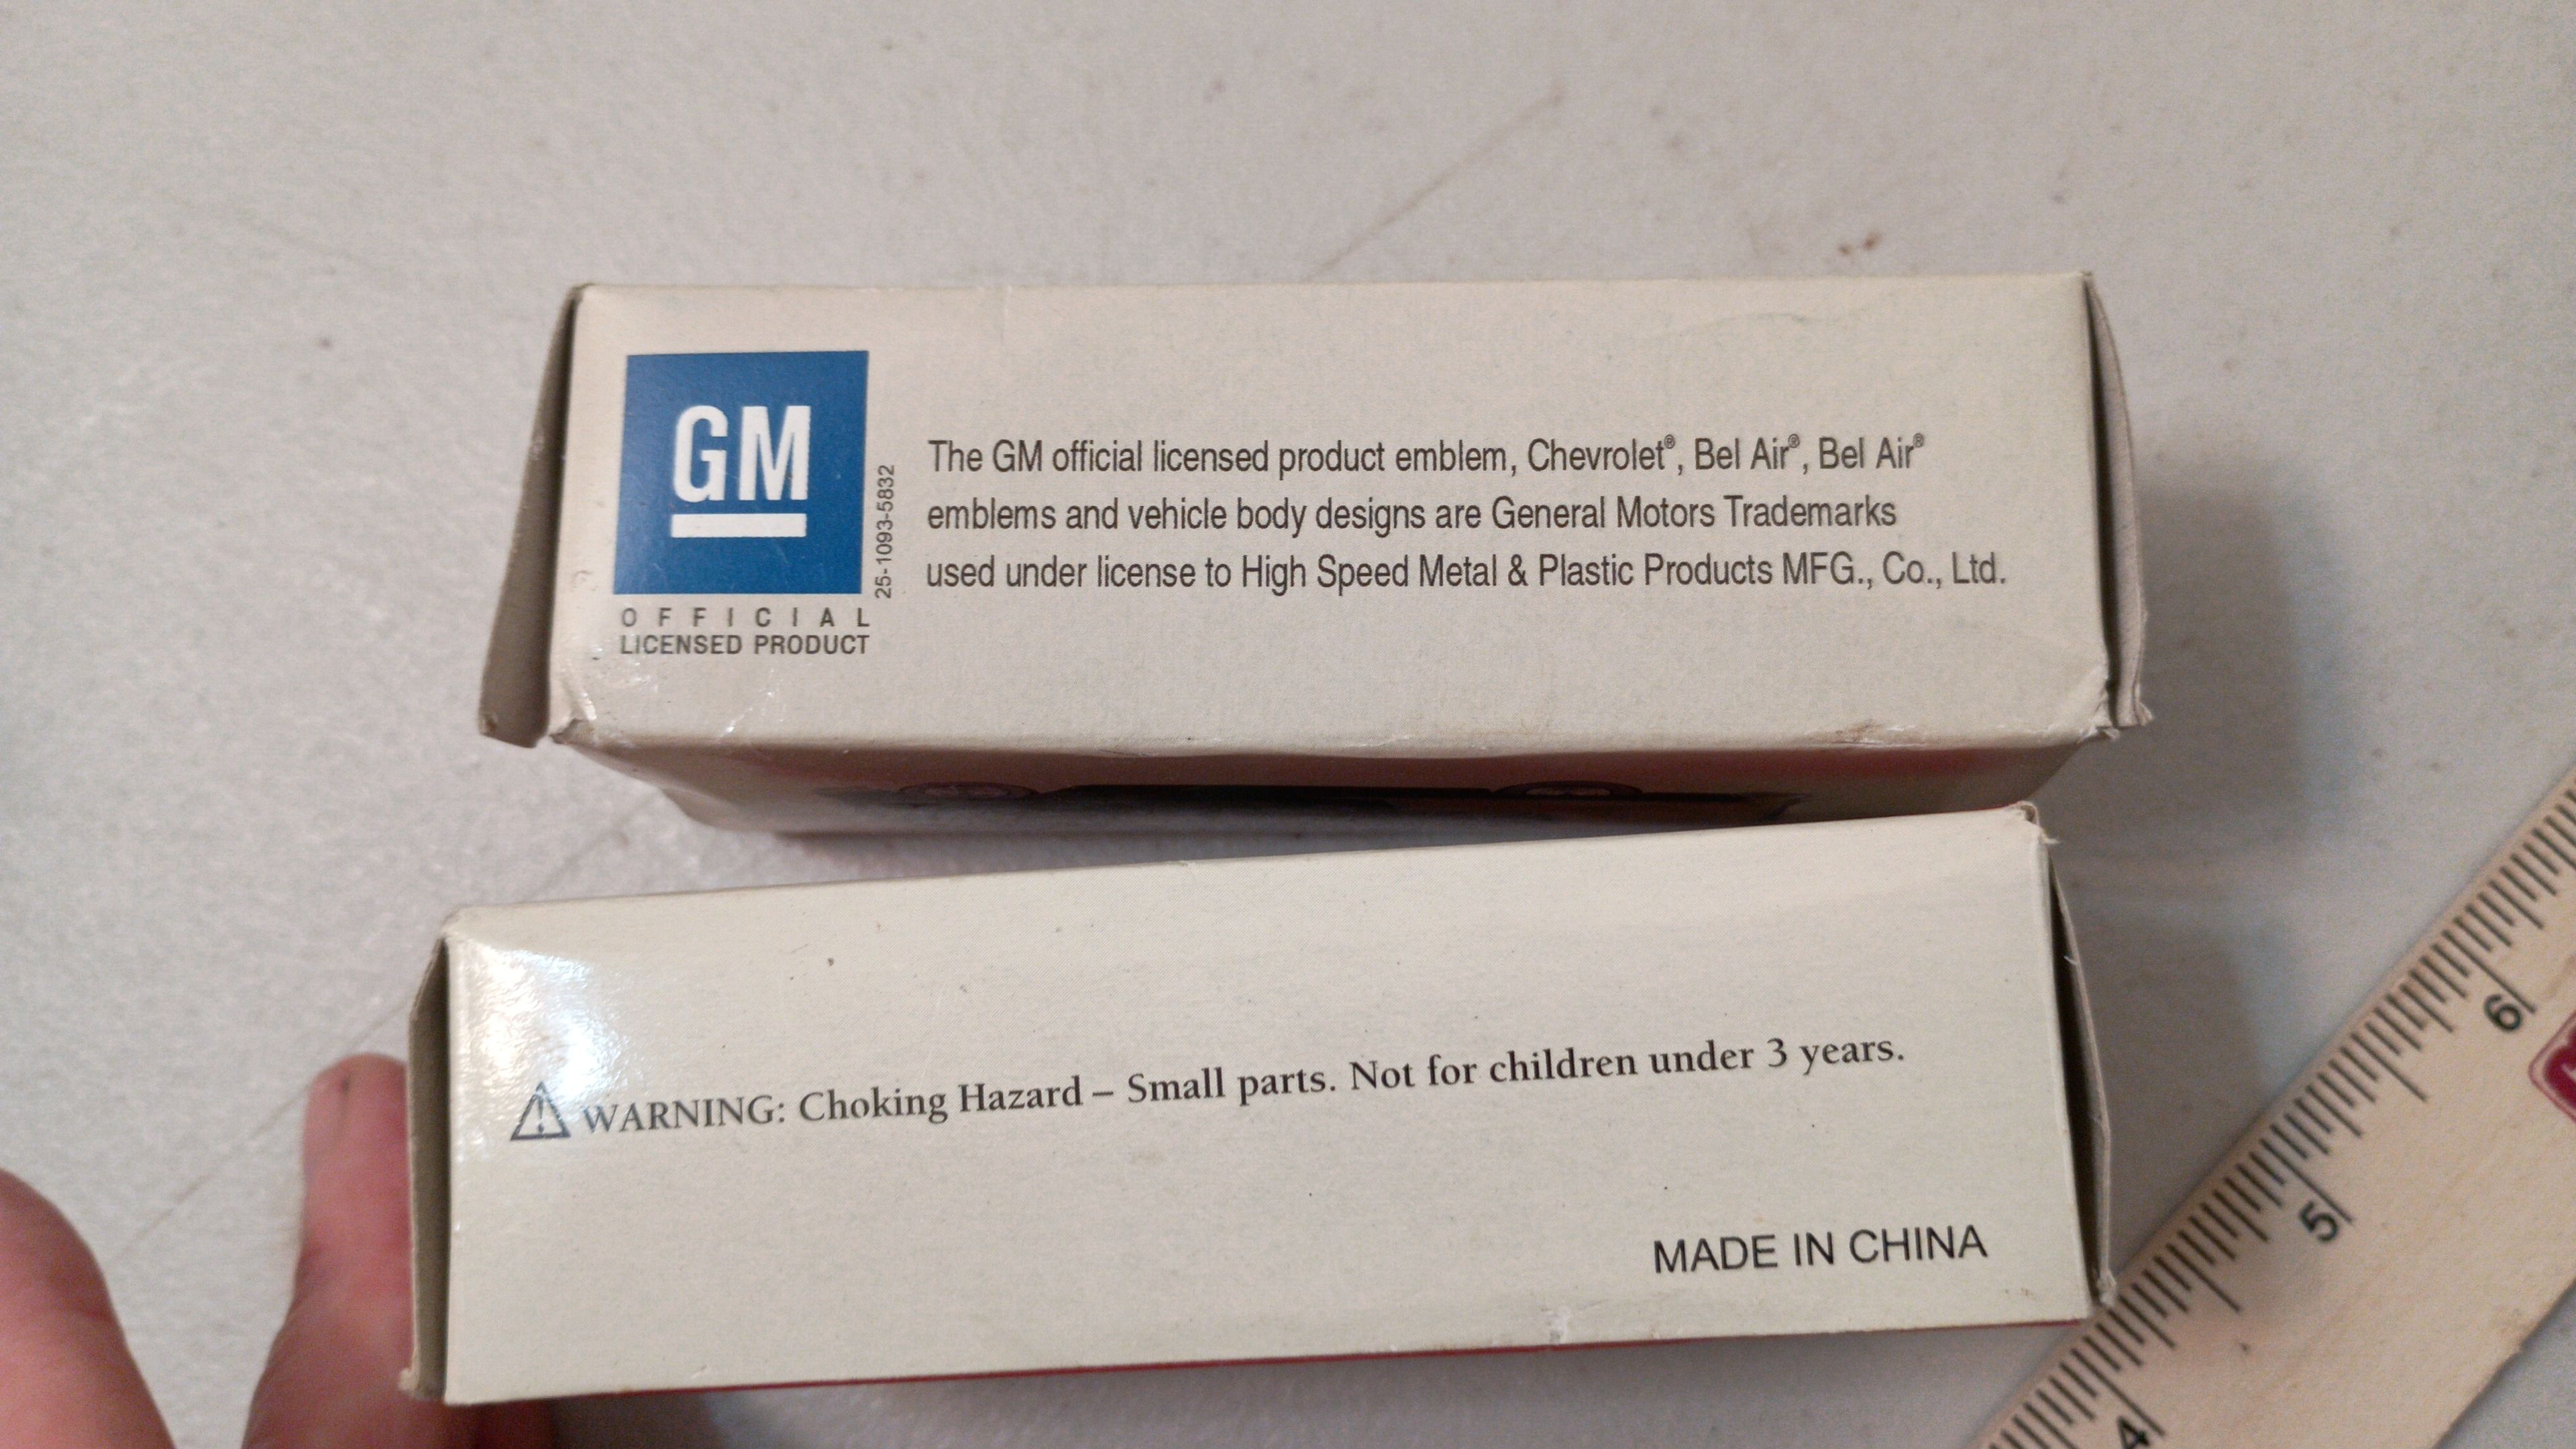 GM
OFFICIAL
LICENSED PRODUCT
25-1093-5832
The GM official licensed product emblem, Chevrolet®, Bel Air®, Bel Air®
emblems and vehicle body designs are General Motors Trademarks
used under license to High Speed Metal & Plastic Products MFG., Co., Ltd.
⚠ WARNING: Choking Hazard – Small parts. Not for children under 3 years.
MADE IN CHINA
6
5
4